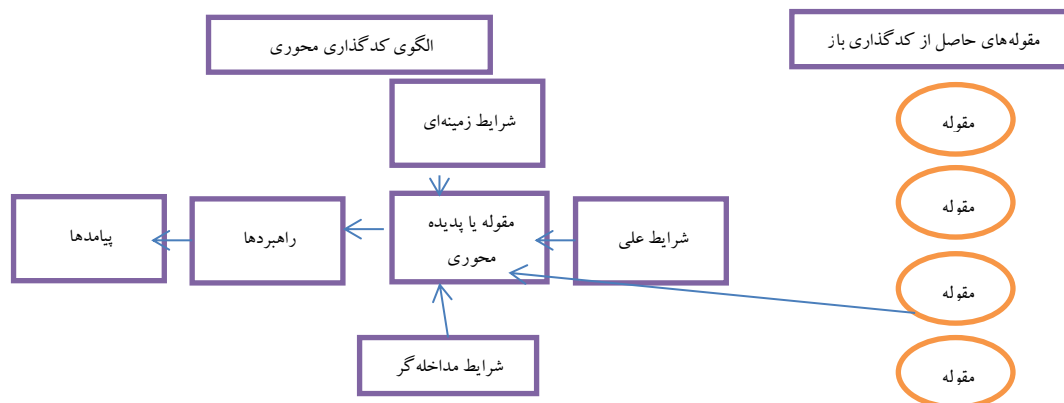 مقوله‌های حاصل از کدگذاری باز
الگوی کدگذاری محوری
مقوله
مقوله
مقوله
مقوله
شرایط زمینه‌ای
شرایط علی
مقوله یا پدیده
محوری
راهبردها
پیامدها
شرایط مداخله‌گر